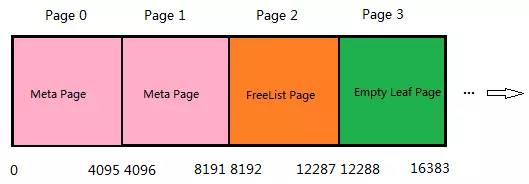 Page 0 Page 1 Page 2 Page 3
Meta Page Meta Page FreeList Page Empty Leaf Page ...
0 4095 4096 8191 8192 12287 12288 16383